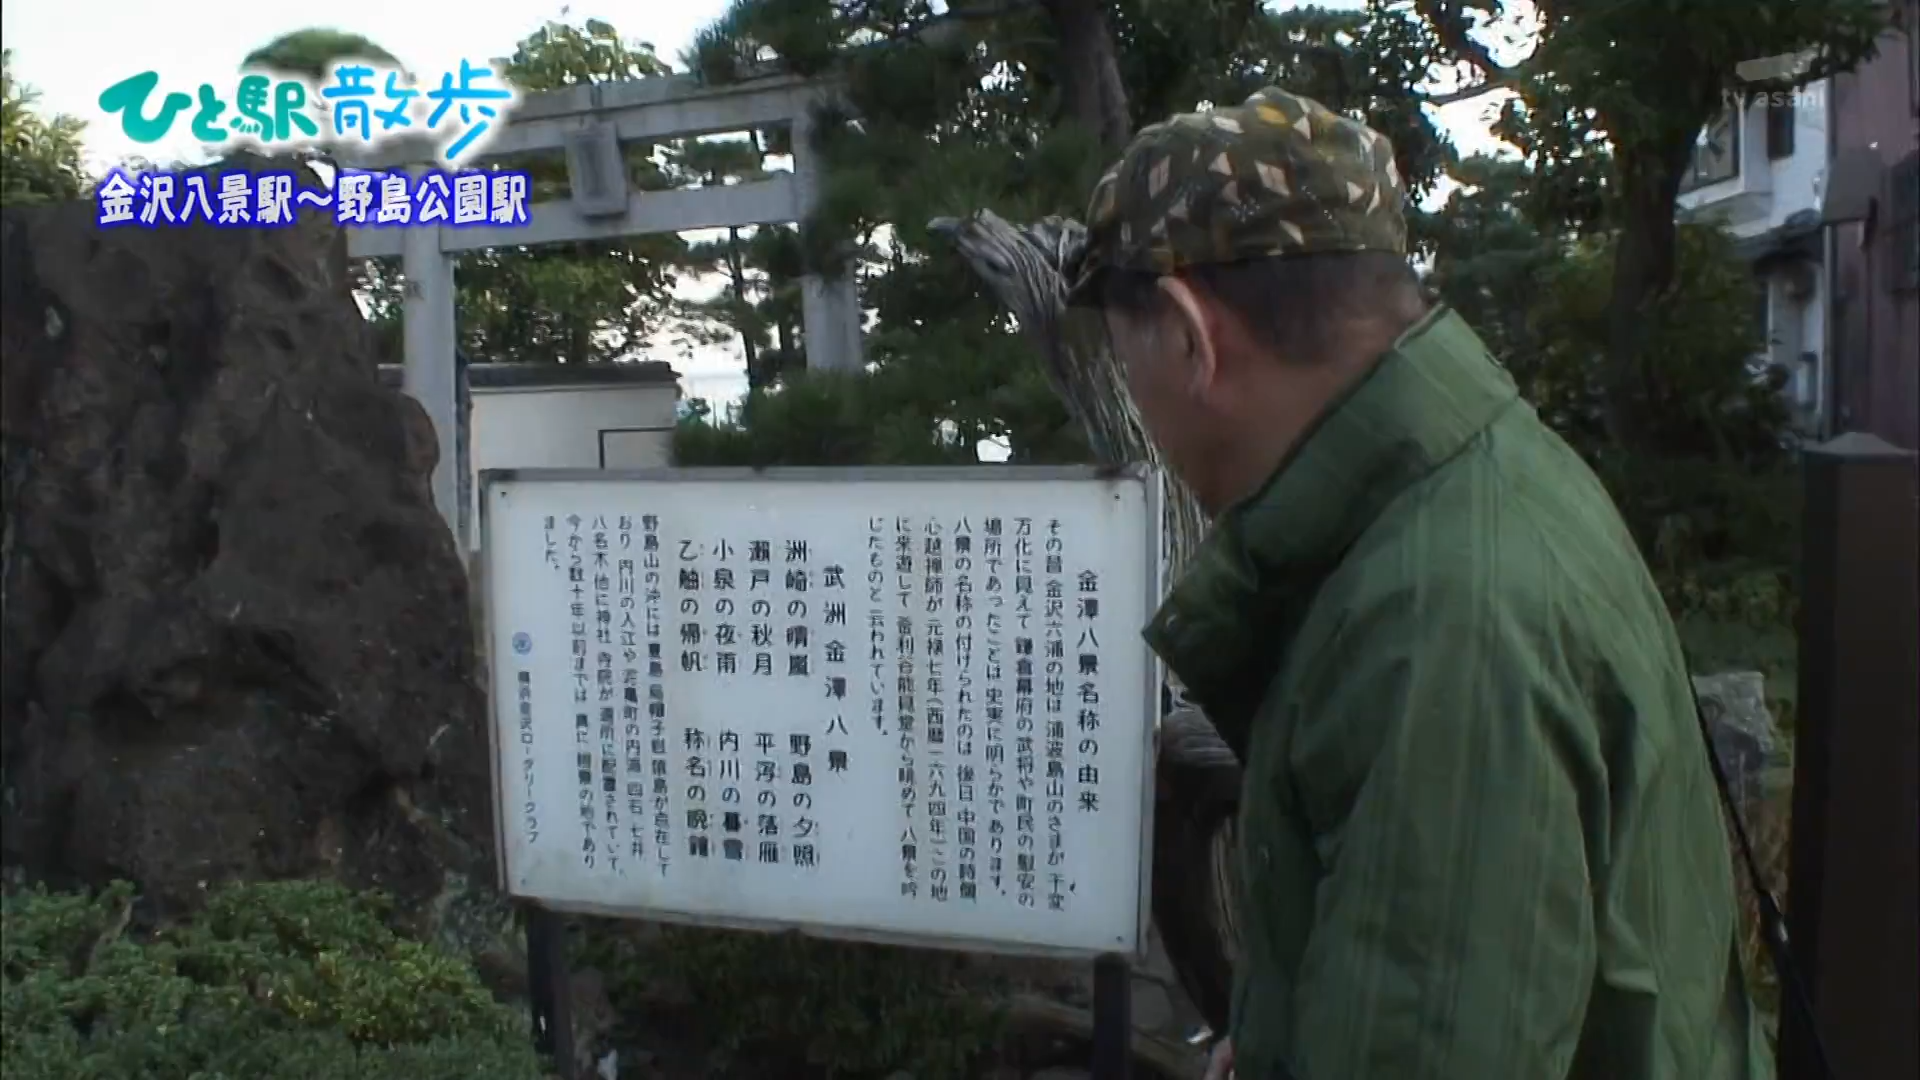 ひと駅散歩
金沢八景駅～野島公園駅
tv asahi
金澤八景名称の由来
その昔 金沢六浦の地は 浦波島山のさまが 千変
万化に見えて 鎌倉幕府の武将や町民の慰安の
場所であったことは 史実に明らかであります。
八景の名称の付けられたのは 後日 中国の時僧
心越禅師が 元禄七年(西暦一六九四年)この地
に来遊して 釜利谷能見堂から眺めて 八景を吟
じたものと 云われています。
武洲金澤八景
洲崎の晴嵐 野島の夕照
瀬戸の秋月 平潟の落雁
小泉の夜雨 内川の暮雪
乙舳の帰帆 称名の晩鐘
野島山の沖には 夏島 烏帽子岩 猿島が点在して
おり 内川の入江や 泥亀町の内海 四石 七井
八名木 他に神社 寺院が 適所に配置されていて、
今から数十年以前までは 真に 絶景の地であり
ました。
横浜金沢ロータリークラブ